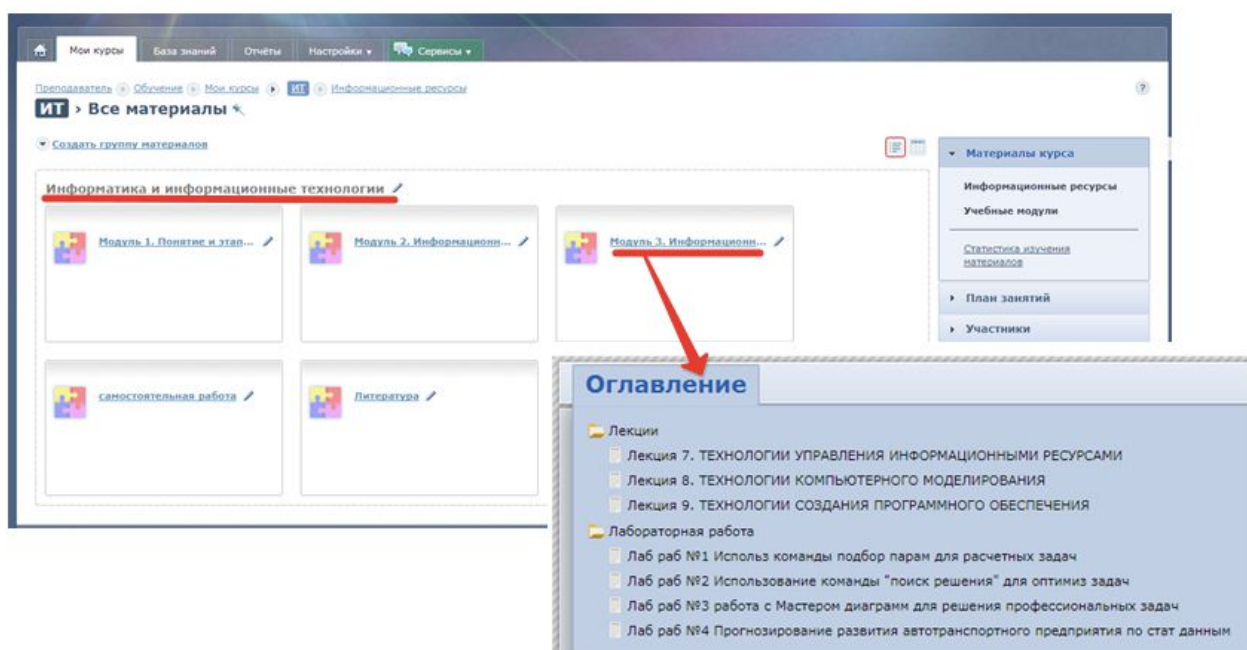 Мои курсы База знаний Отчёты Настройки Сервисы
Преподаватель Обучение Мои курсы ИТ Информационные ресурсы
ИТ › Все материалы
Создать группу материалов
Информатика и информационные технологии
Модуль 1. Понятие и этап...
Модуль 2. Информационн...
Модуль 3. Информационн...
самостоятельная работа
Литература
Материалы курса
Информационные ресурсы
Учебные модули
Статистика изучения
материалов
План занятий
Участники
Оглавление
Лекции
Лекция 7. ТЕХНОЛОГИИ УПРАВЛЕНИЯ ИНФОРМАЦИОННЫМИ РЕСУРСАМИ
Лекция 8. ТЕХНОЛОГИИ КОМПЬЮТЕРНОГО МОДЕЛИРОВАНИЯ
Лекция 9. ТЕХНОЛОГИИ СОЗДАНИЯ ПРОГРАММНОГО ОБЕСПЕЧЕНИЯ
Лабораторная работа
Лаб раб №1 Использ команды подбор парам для расчетных задач
Лаб раб №2 Использование команды "поиск решения" для оптимиз задач
Лаб раб №3 работа с Мастером диаграмм для решения профессиональных задач
Лаб раб №4 Прогнозирование развития автотранспортного предприятия по стат данным